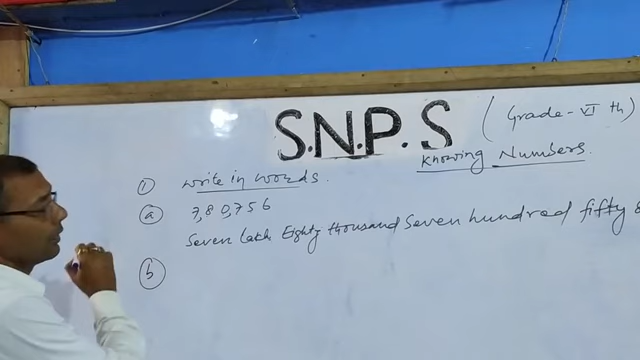 S.N.P.S
(Grade-VI th)
Knowing Numbers.
① Write in words.
ⓐ 7,80,756
Seven Lakh Eighty thousand Seven hundred fifty
ⓑ